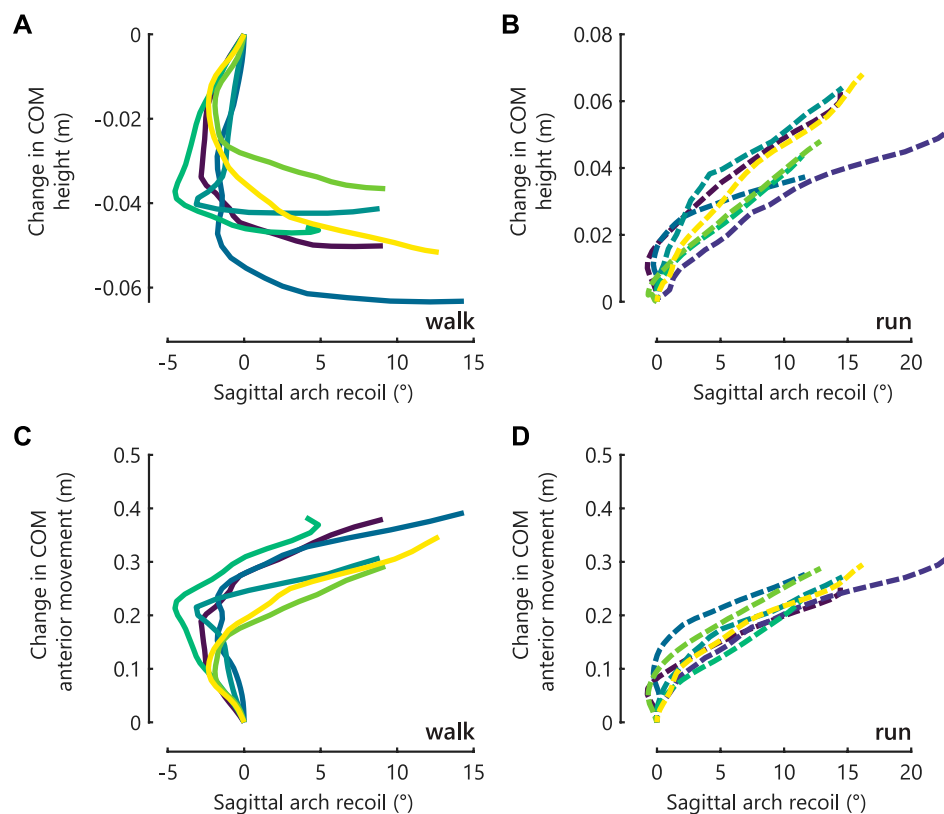 A
B
0
-0.02
-0.04
-0.06
Change in COM
height (m)
walk
-5 0 5 10 15
Sagittal arch recoil (°)
0.08
0.06
0.04
0.02
0
Change in COM
height (m)
run
0 5 10 15 20
Sagittal arch recoil (°)
C
D
0.5
0.4
0.3
0.2
0.1
0
Change in COM
anterior movement (m)
walk
-5 0 5 10 15
Sagittal arch recoil (°)
0.5
0.4
0.3
0.2
0.1
0
Change in COM
anterior movement (m)
run
0 5 10 15 20
Sagittal arch recoil (°)